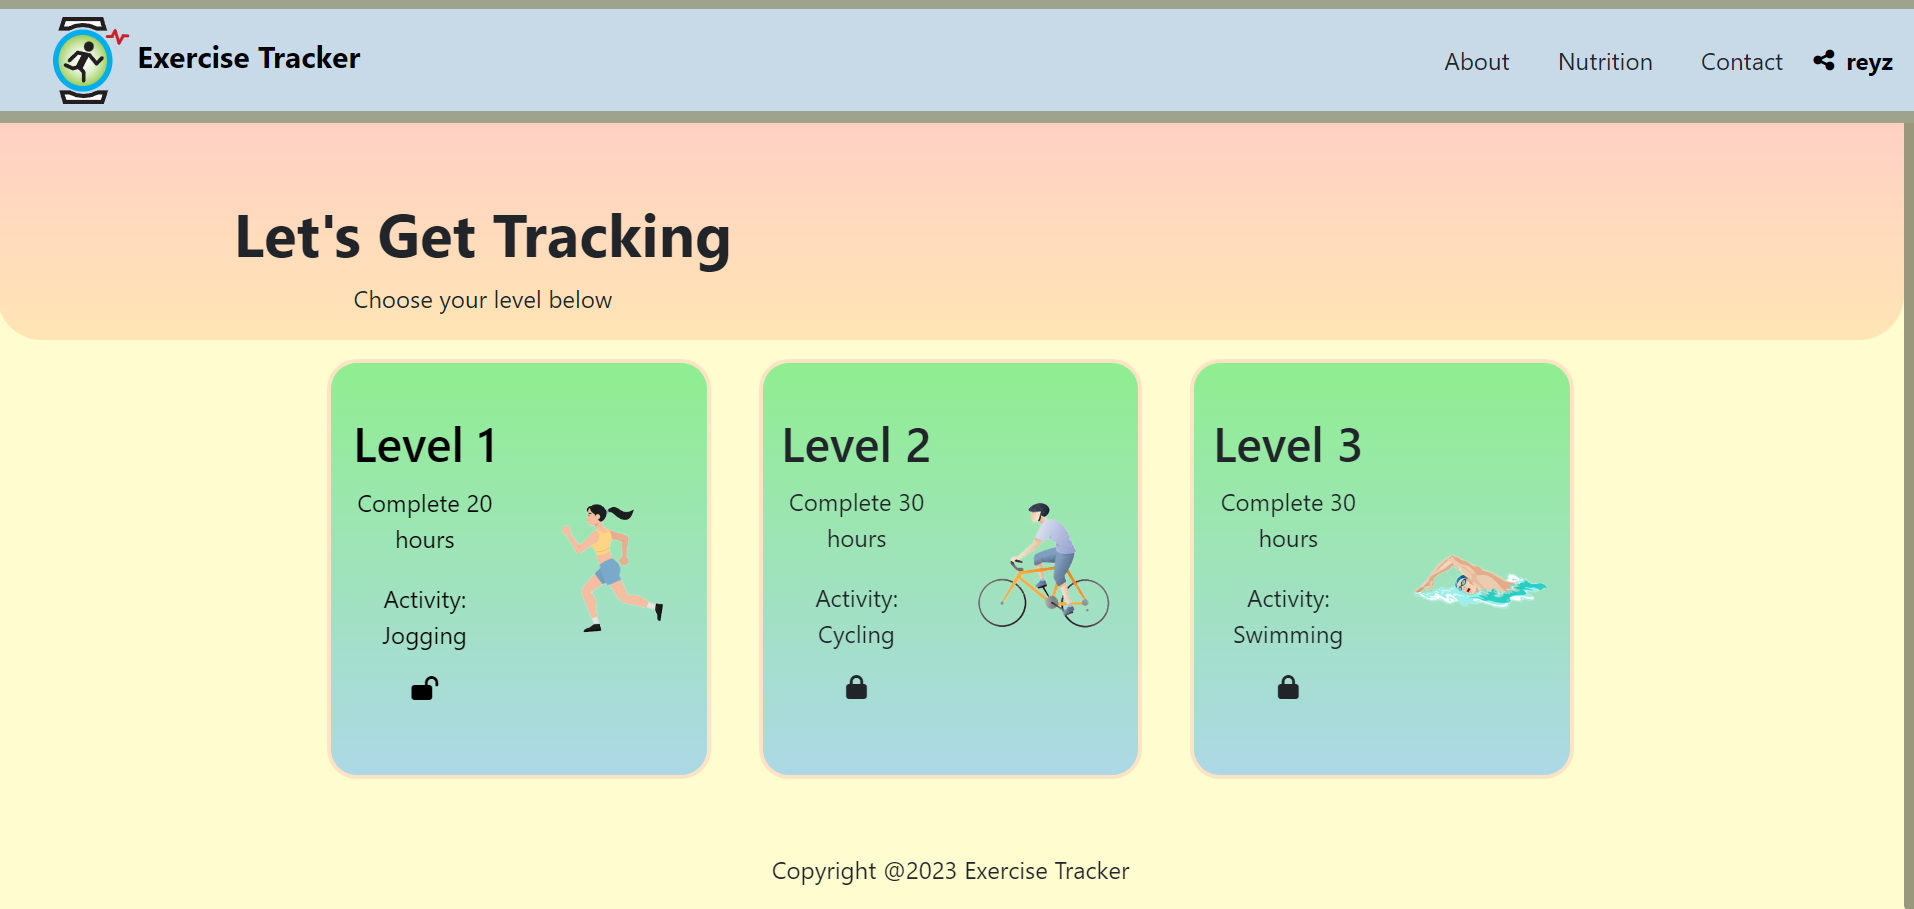 Exercise Tracker
About Nutrition Contact reyz
Let's Get Tracking
Choose your level below
Level 1
Complete 20
hours
Activity:
Jogging
Level 2
Complete 30
hours
Activity:
Cycling
Level 3
Complete 30
hours
Activity:
Swimming
Copyright @2023 Exercise Tracker